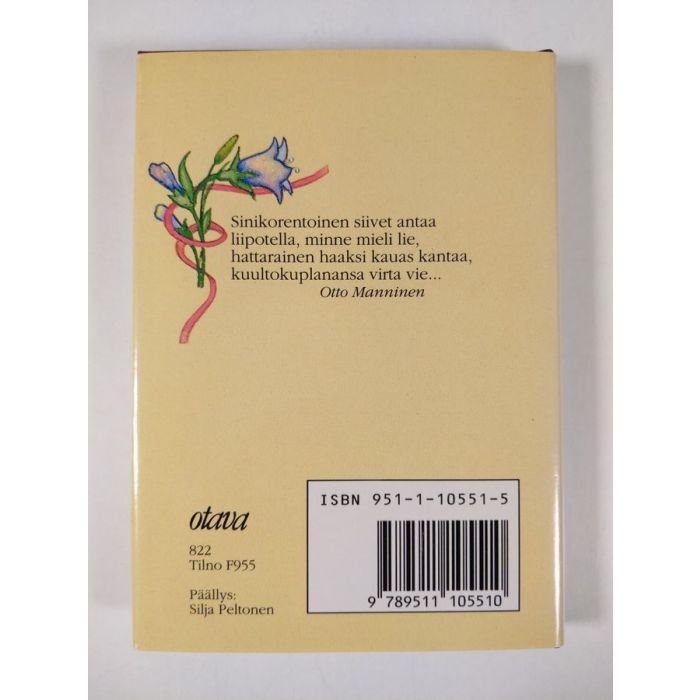 Sinikorentoinen siivet antaa
liipotella, minne mieli lie,
hattarainen haaksi kauas kantaa,
kuultokuplanansa virta vie...
Otto Manninen
ISBN 951-1-10551-5
otava
822
Tilno F955
Päällys:
Silja Peltonen
9 789511 105510